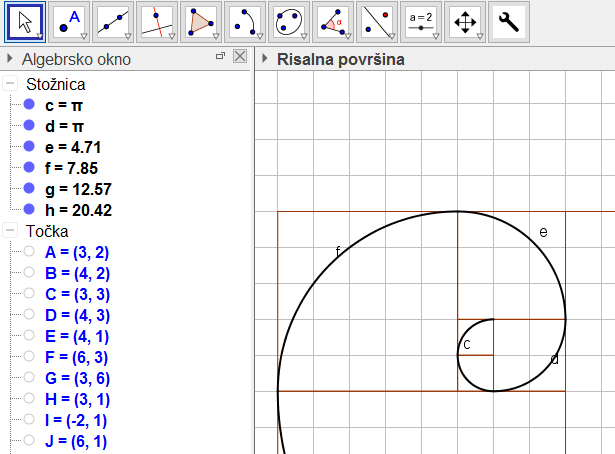 A
α
a = 2
Algebrsko okno
Risalna površina
Stožnica
c = π
d = π
e = 4.71
f = 7.85
g = 12.57
h = 20.42
Točka
A = (3, 2)
B = (4, 2)
C = (3, 3)
D = (4, 3)
E = (4, 1)
F = (6, 3)
G = (3, 6)
H = (3, 1)
I = (-2, 1)
J = (6, 1)
e
f
c
d